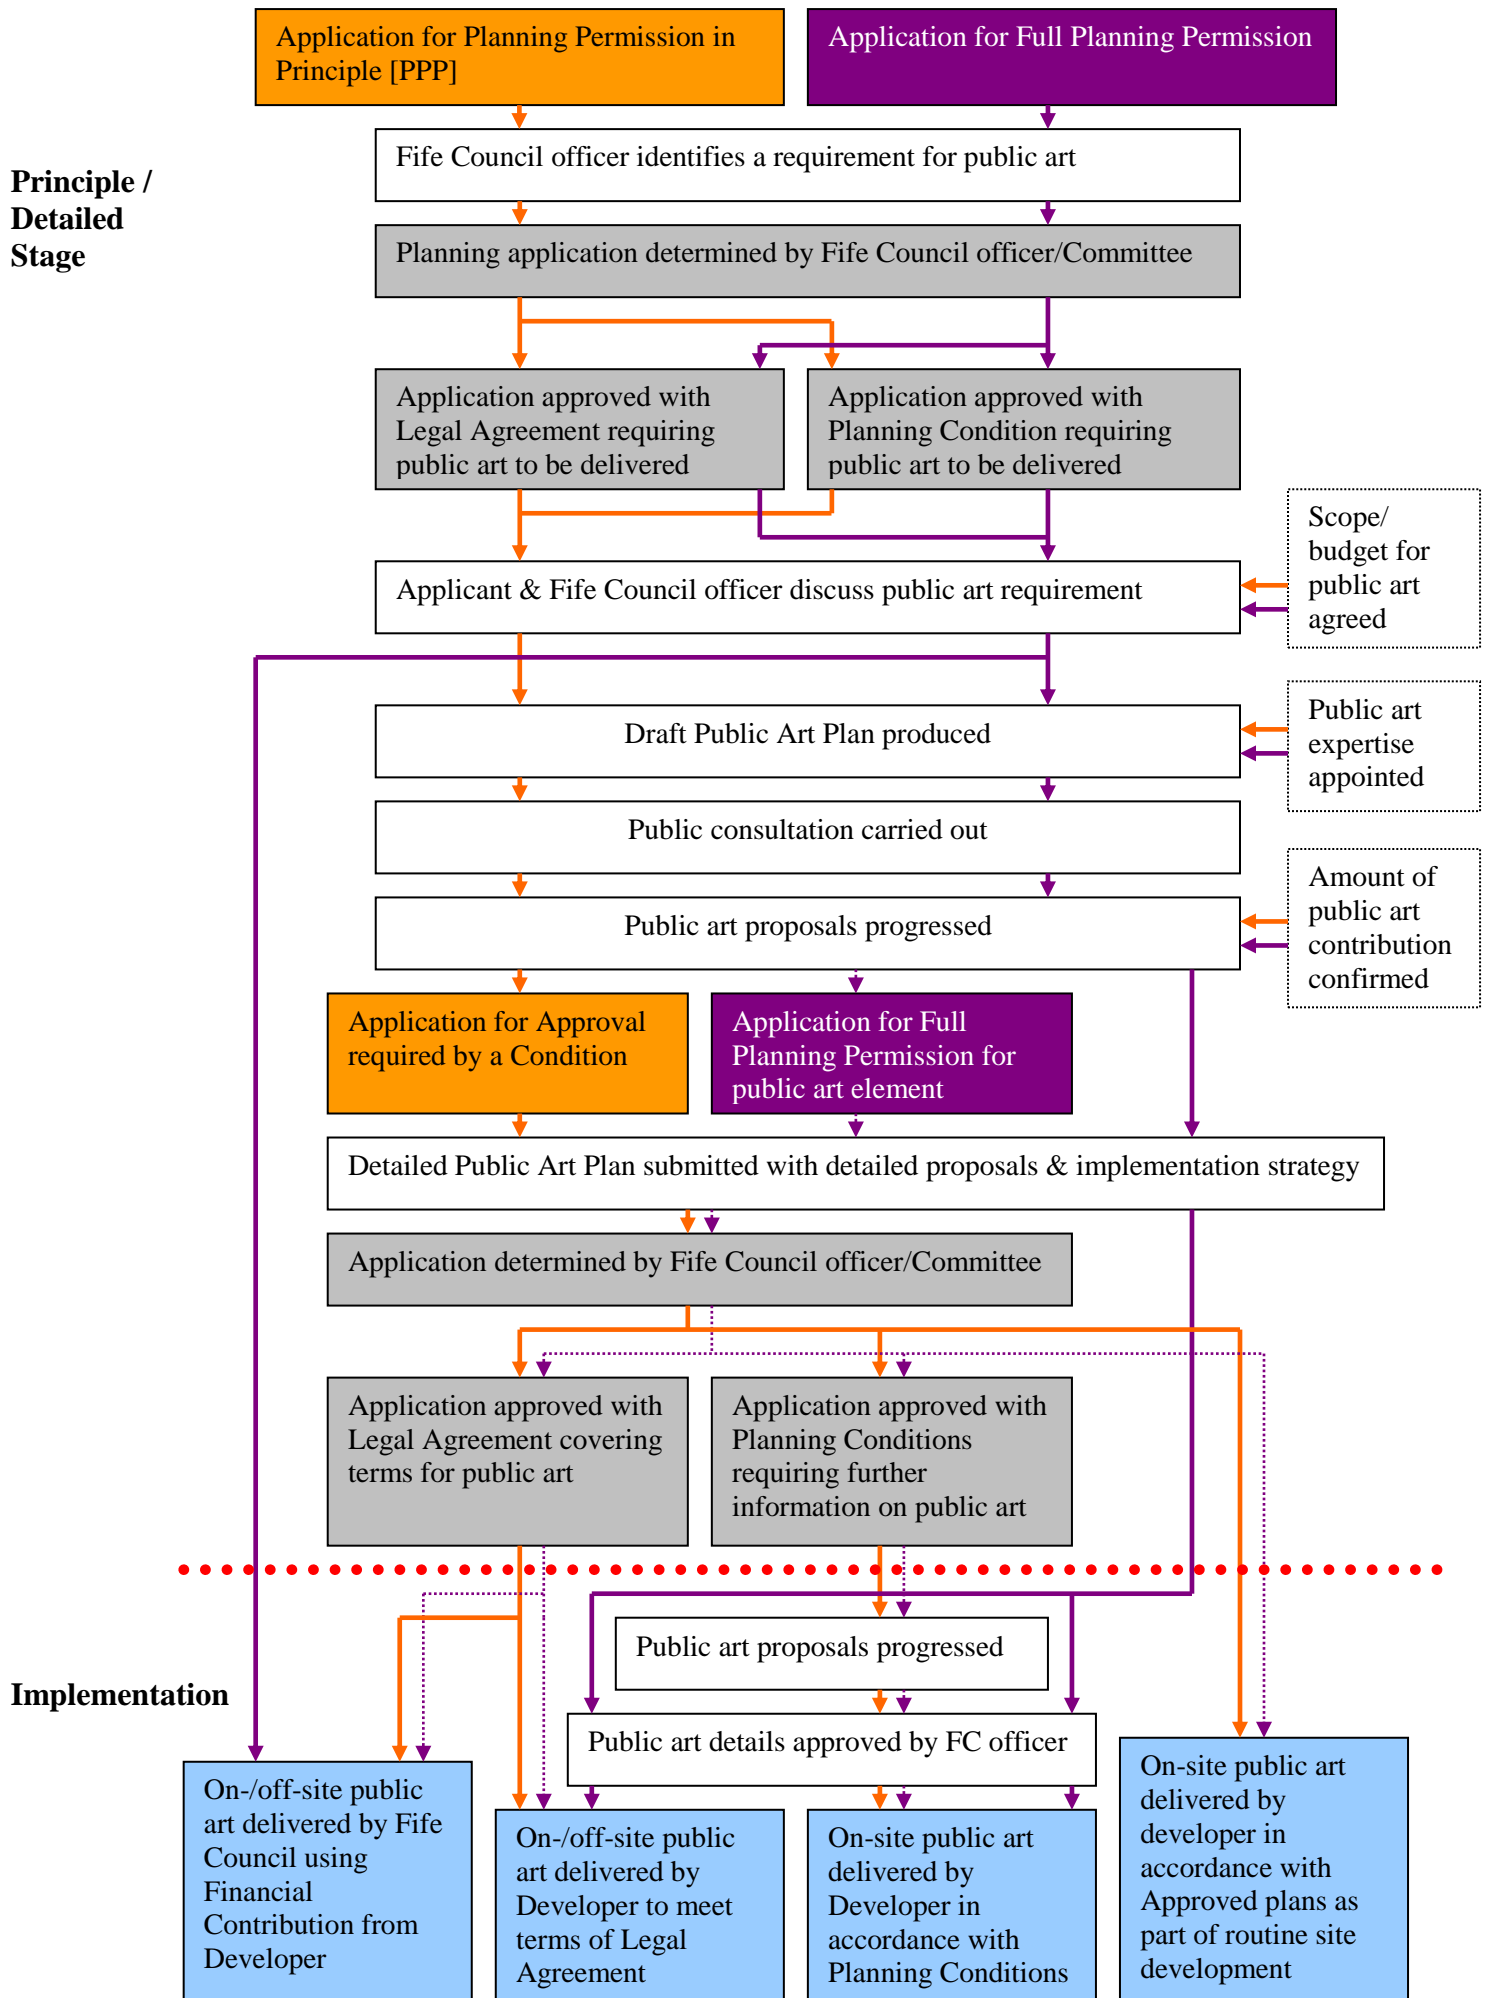 Application for Planning Permission in
Principle [PPP]
Application for Full Planning Permission
Fife Council officer identifies a requirement for public art
Principle /
Detailed
Stage
Planning application determined by Fife Council officer/Committee
Application approved with
Legal Agreement requiring
public art to be delivered
Application approved with
Planning Condition requiring
public art to be delivered
Scope/
budget for
public art
agreed
Applicant & Fife Council officer discuss public art requirement
Draft Public Art Plan produced
Public art
expertise
appointed
Public consultation carried out
Public art proposals progressed
Amount of
public art
contribution
confirmed
Application for Approval
required by a Condition
Application for Full
Planning Permission for
public art element
Detailed Public Art Plan submitted with detailed proposals & implementation strategy
Application determined by Fife Council officer/Committee
Application approved with
Legal Agreement covering
terms for public art
Application approved with
Planning Conditions
requiring further
information on public art
Public art proposals progressed
Implementation
Public art details approved by FC officer
On-/off-site public
art delivered by Fife
Council using
Financial
Contribution from
Developer
On-/off-site public
art delivered by
Developer to meet
terms of Legal
Agreement
On-site public art
delivered by
Developer in
accordance with
Planning Conditions
On-site public art
delivered by
developer in
accordance with
Approved plans as
part of routine site
development